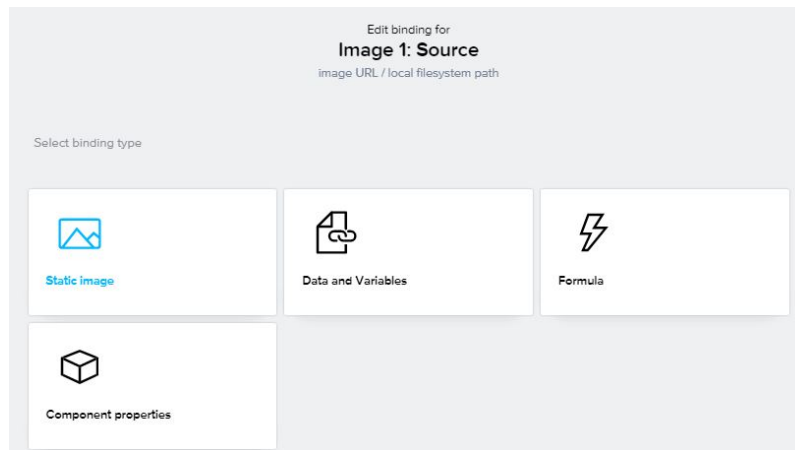 Edit binding for
Image 1: Source
image URL / local filesystem path
Select binding type
Static image
Data and Variables
Formula
Component properties